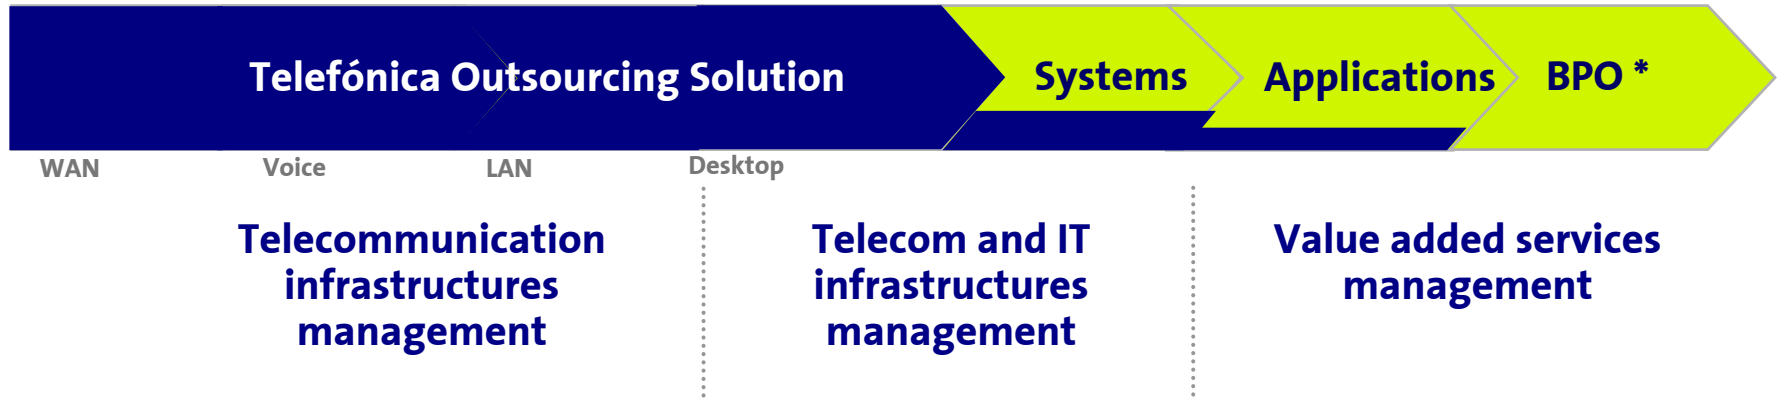 Telefónica Outsourcing Solution
Systems
Applications
BPO *
WAN
Voice
LAN
Desktop
Telecommunication
infrastructures
management
Telecom and IT
infrastructures
management
Value added services
management